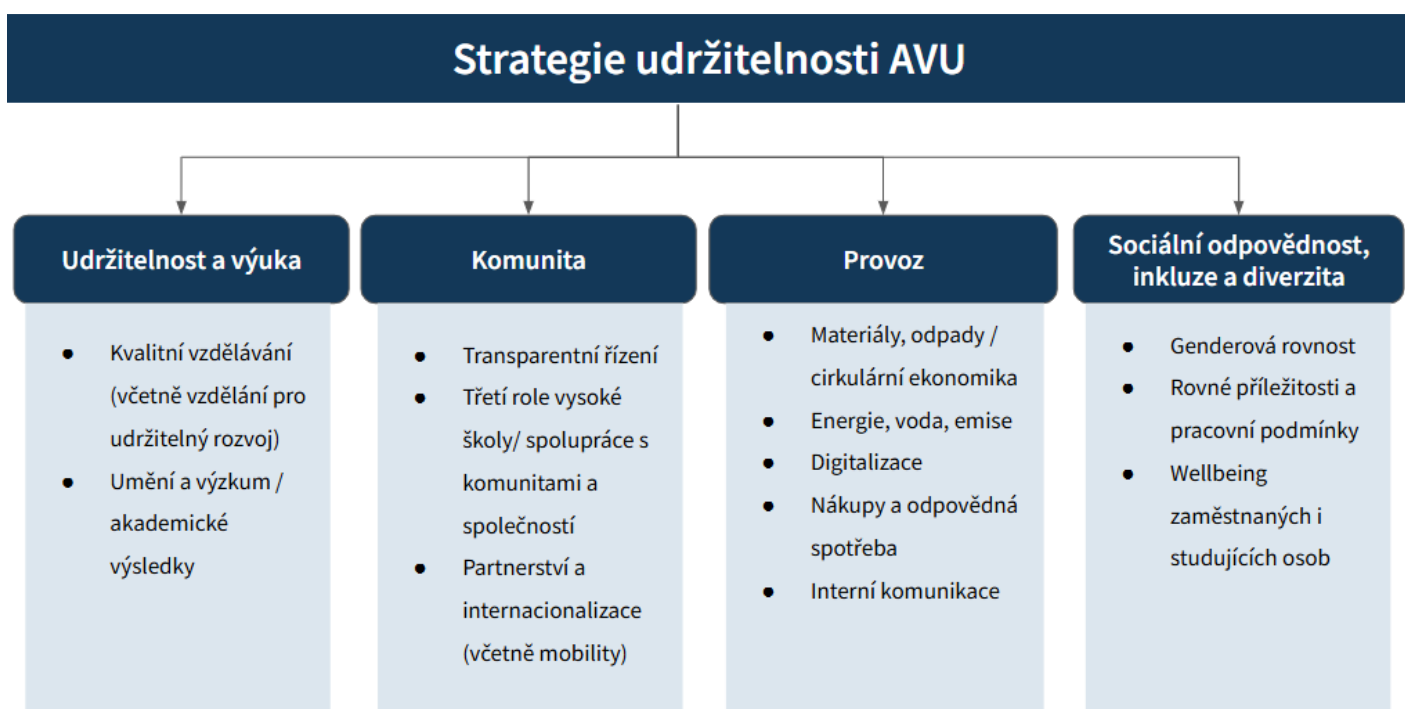 Strategie udržitelnosti AVU
Udržitelnost a výuka
● Kvalitní vzdělávání
(včetně vzdělání pro
udržitelný rozvoj)
● Umění a výzkum /
akademické
výsledky
Komunita
● Transparentní řízení
● Třetí role vysoké
školy/ spolupráce s
komunitami a
společností
● Partnerství a
internacionalizace
(včetně mobility)
Provoz
● Materiály, odpady /
cirkulární ekonomika
● Energie, voda, emise
● Digitalizace
● Nákupy a odpovědná
spotřeba
● Interní komunikace
Sociální odpovědnost,
inkluze a diverzita
● Genderová rovnost
● Rovné příležitosti a
pracovní podmínky
● Wellbeing
zaměstnaných i
studujících osob